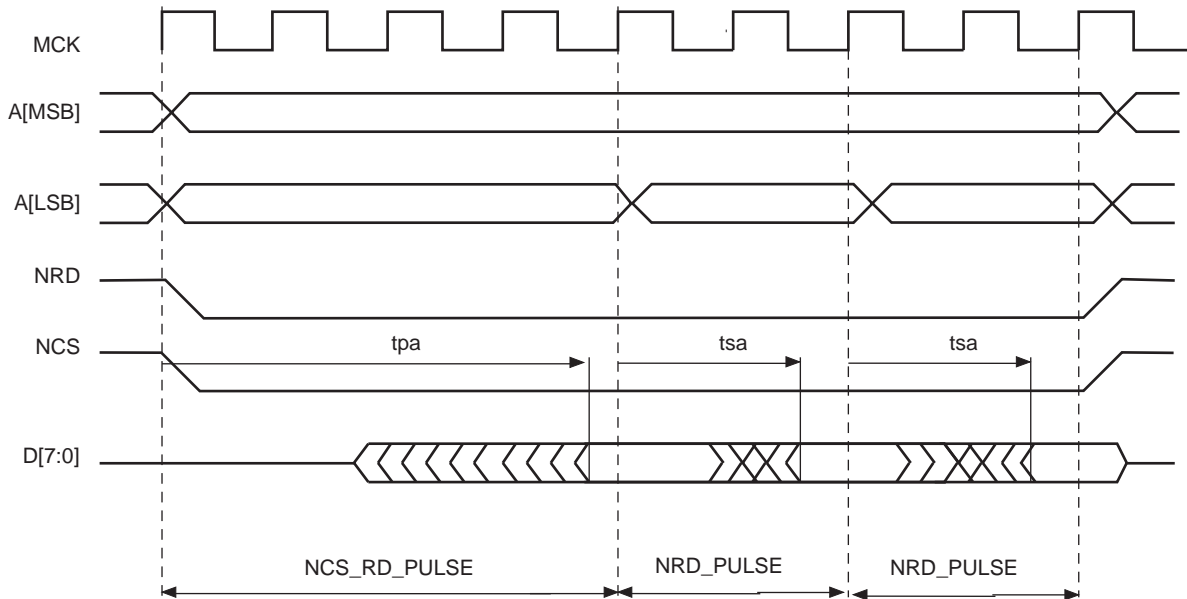 MCK
A[MSB]
A[LSB]
NRD
NCS
tpa
tsa
tsa
D[7:0]
NCS_RD_PULSE
NRD_PULSE
NRD_PULSE